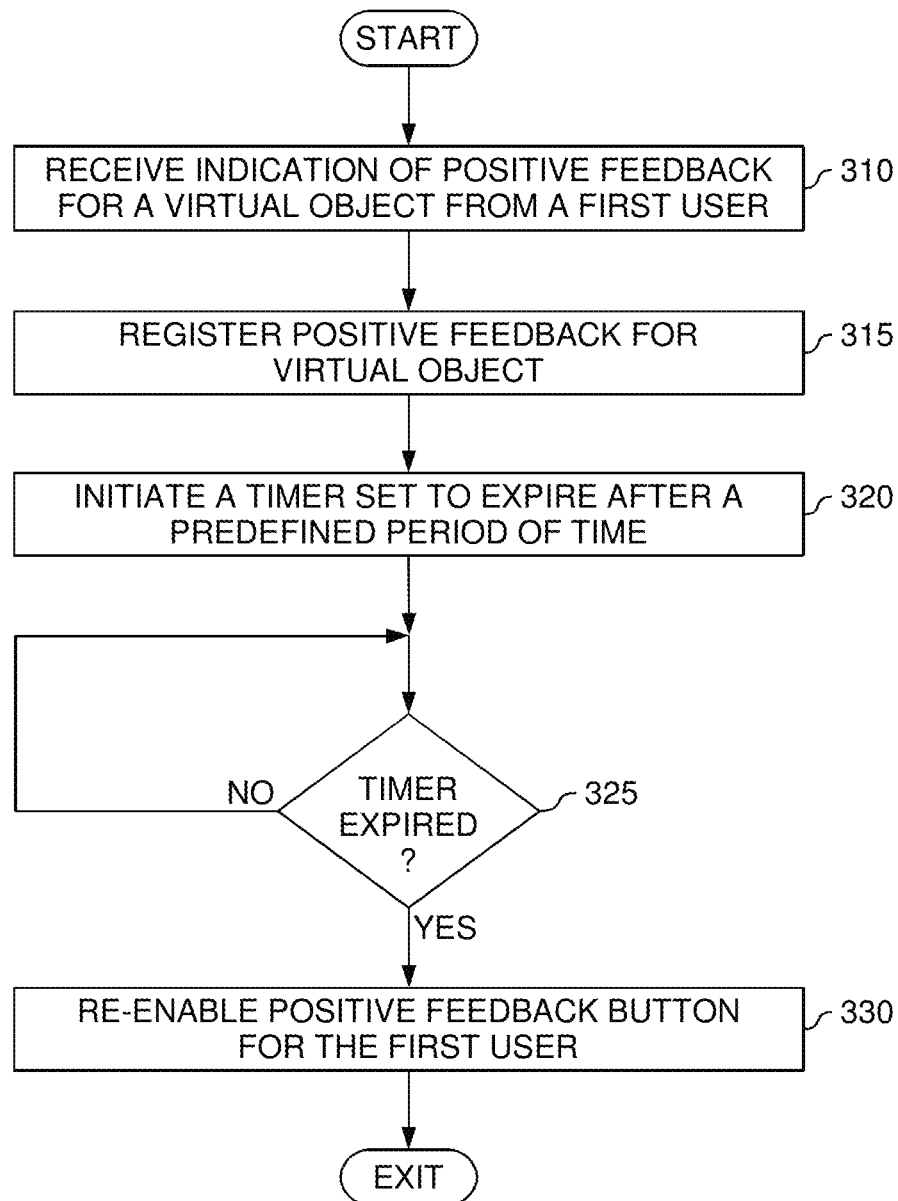 START
RECEIVE INDICATION OF POSITIVE FEEDBACK
FOR A VIRTUAL OBJECT FROM A FIRST USER
310
REGISTER POSITIVE FEEDBACK FOR
VIRTUAL OBJECT
315
INITIATE A TIMER SET TO EXPIRE AFTER A
PREDEFINED PERIOD OF TIME
320
NO
TIMER
EXPIRED
?
325
YES
RE-ENABLE POSITIVE FEEDBACK BUTTON
FOR THE FIRST USER
330
EXIT